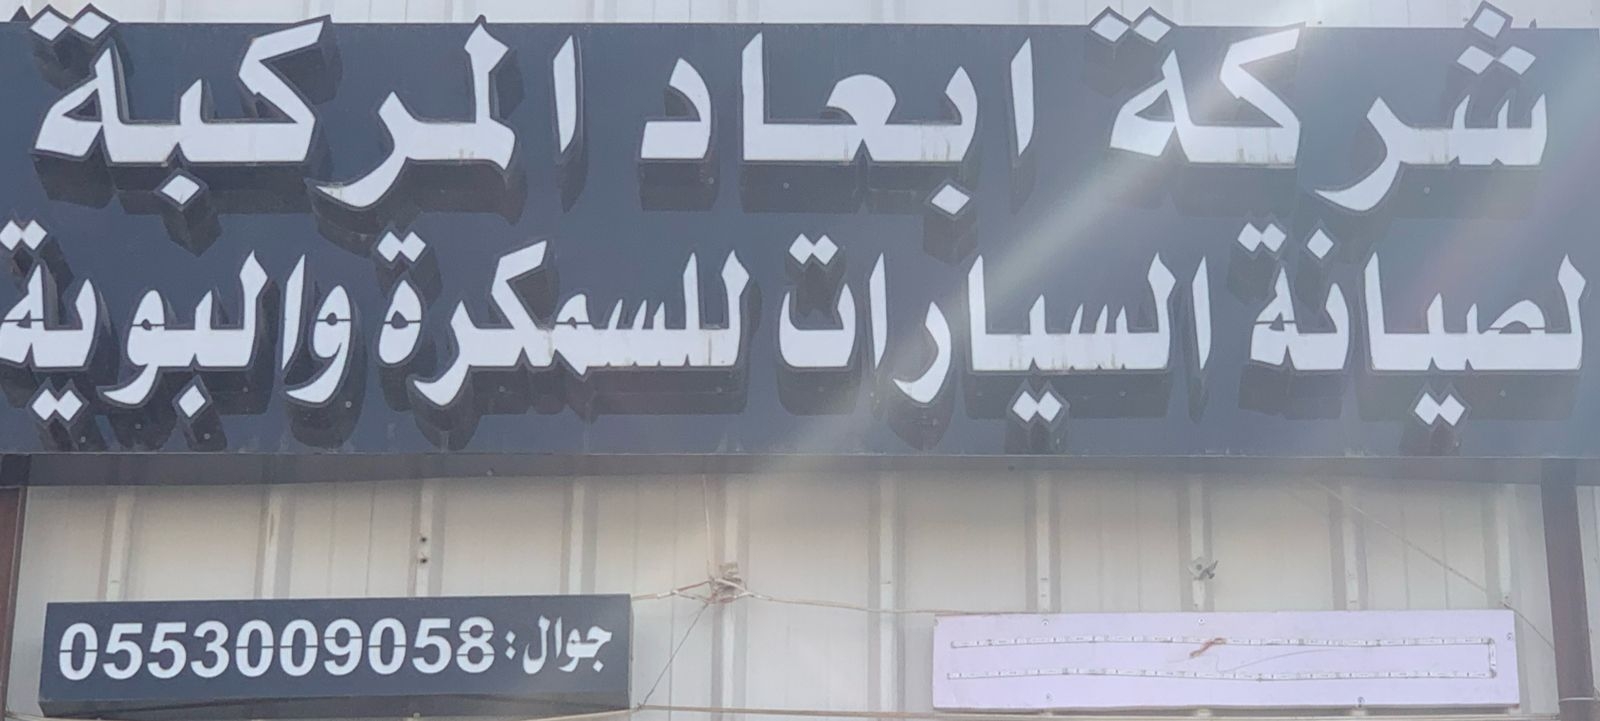 شركة ابعاد المركبة
لصيانة السيارات للسمكرة والبوية
جوال: 0553009058